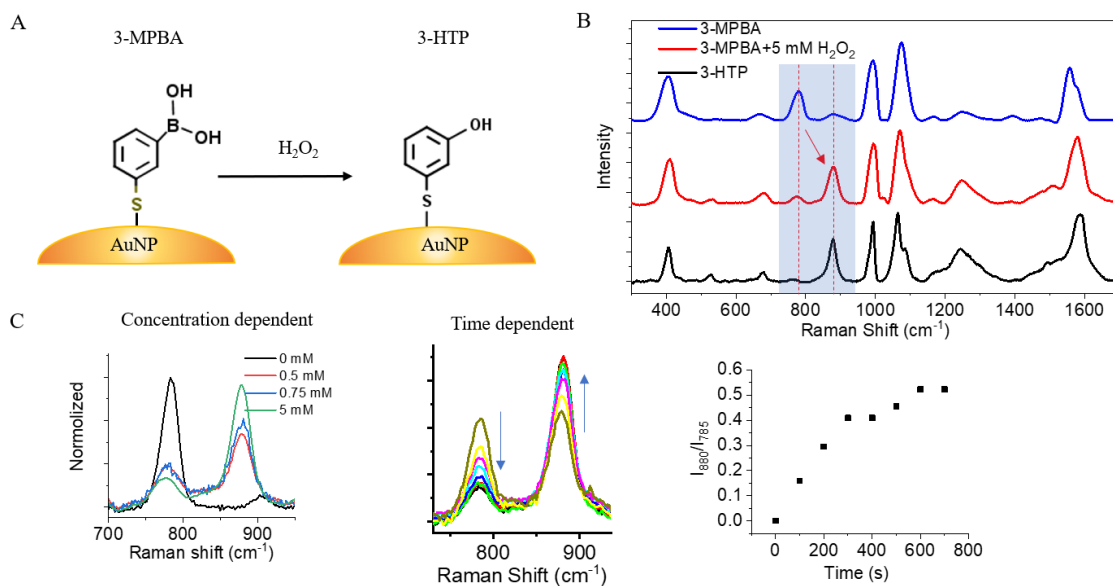 A
3-MPBA
3-HTP
OH
B
OH
S
AuNP
H₂O₂
OH
S
AuNP
B
3-MPBA
3-MPBA+5 mM H₂O₂
3-HTP
Intensity
400 600 800 1000 1200 1400 1600
Raman Shift (cm⁻¹)
C
Concentration dependent
0 mM
0.5 mM
0.75 mM
5 mM
Normolized
700 800 900
Raman shift (cm⁻¹)
Time dependent
800 900
Raman Shift (cm⁻¹)
I₈₈₀/I₇₈₅
0.6
0.5
0.4
0.3
0.2
0.1
0.0
0 200 400 600 800
Time (s)